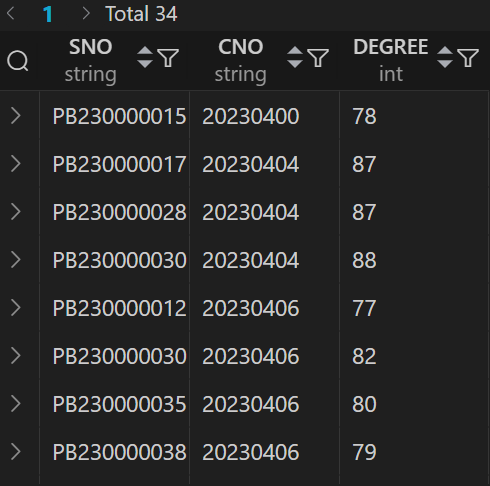 1 Total 34
SNO CNO DEGREE
string string int
PB230000015 20230400 78
PB230000017 20230404 87
PB230000028 20230404 87
PB230000030 20230404 88
PB230000012 20230406 77
PB230000030 20230406 82
PB230000035 20230406 80
PB230000038 20230406 79